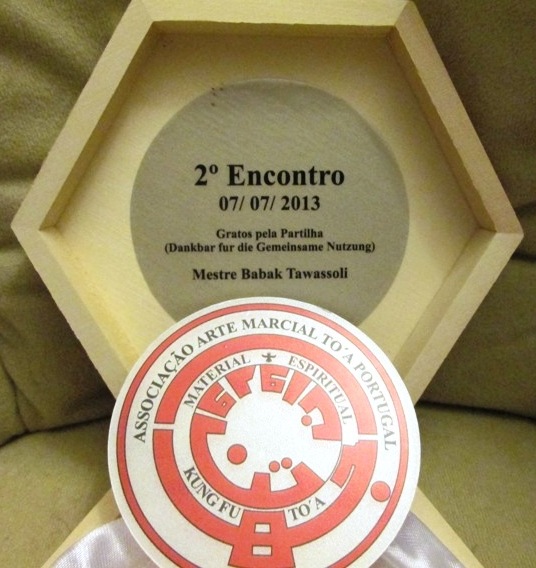 2º Encontro
07/ 07/ 2013
Gratos pela Partilha
(Dankbar fur die Gemeinsame Nutzung)
Mestre Babak Tawassoli
ASSOCIAÇÃO ARTE MARCIAL TO´A PORTUGAL
MATERIAL ESPIRITUAL
KUNG FU TO´A